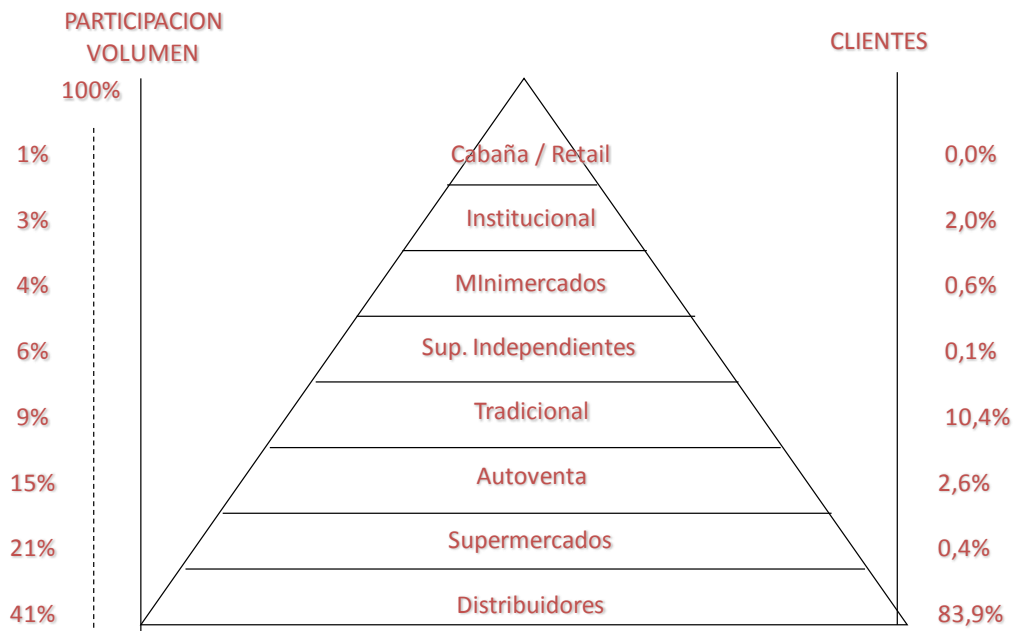 PARTICIPACION
VOLUMEN
CLIENTES
100%
1% Cabaña / Retail 0,0%
3% Institucional 2,0%
4% MInimercados 0,6%
6% Sup. Independientes 0,1%
9% Tradicional 10,4%
15% Autoventa 2,6%
21% Supermercados 0,4%
41% Distribuidores 83,9%